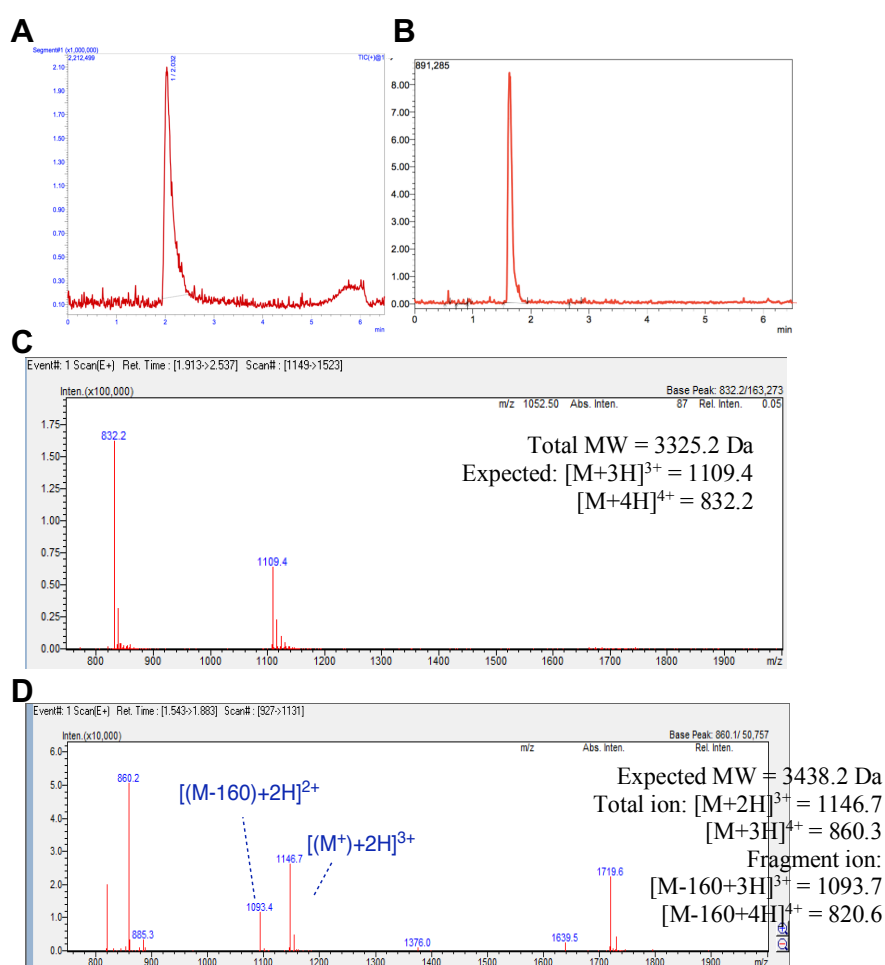 A
B
Segment#1 (x1,000,000)
2,212,499
TIC(+)@1
1 / 2.032
2.10
1.90
1.70
1.50
1.30
1.10
0.90
0.70
0.50
0.30
0.10
0 1 2 3 4 5 6
min
891,285
8.00
7.00
6.00
5.00
4.00
3.00
2.00
1.00
0.00
0 1 2 3 4 5 6
min
C
Event#: 1 Scan(E+) Ret. Time : [1.913->2.537] Scan# : [1149->1523]
Inten.(x100,000)
Base Peak: 832.2/163,273
m/z 1052.50 Abs. Inten. 87 Rel. Inten. 0.05
1.75
1.50
1.25
1.00
0.75
0.50
0.25
0.00
832.2
1109.4
Total MW = 3325.2 Da
Expected: [M+3H]3+ = 1109.4
[M+4H]4+ = 832.2
800 900 1000 1100 1200 1300 1400 1500 1600 1700 1800 1900 m/z
D
Event#: 1 Scan(E+) Ret. Time : [1.543->1.883] Scan# : [927->1131]
Inten.(x10,000)
Base Peak: 860.1/ 50,757
m/z Abs. Inten. Rel. Inten.
6.0
5.0
4.0
3.0
2.0
1.0
0.0
860.2
885.3
[(M-160)+2H]2+
1093.4
[(M+)+2H]3+
1146.7
1376.0
1639.5
1719.6
Expected MW = 3438.2 Da
Total ion: [M+2H]3+ = 1146.7
[M+3H]4+ = 860.3
Fragment ion:
[M-160+3H]3+ = 1093.7
[M-160+4H]4+ = 820.6
800 900 1000 1100 1200 1300 1400 1500 1600 1700 1800 1900 m/z